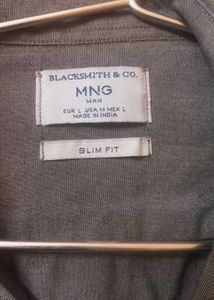 BLACKSMITH & CO.
MNG
MAN
EUR L USA M MEX L
MADE IN INDIA
SLIM FIT